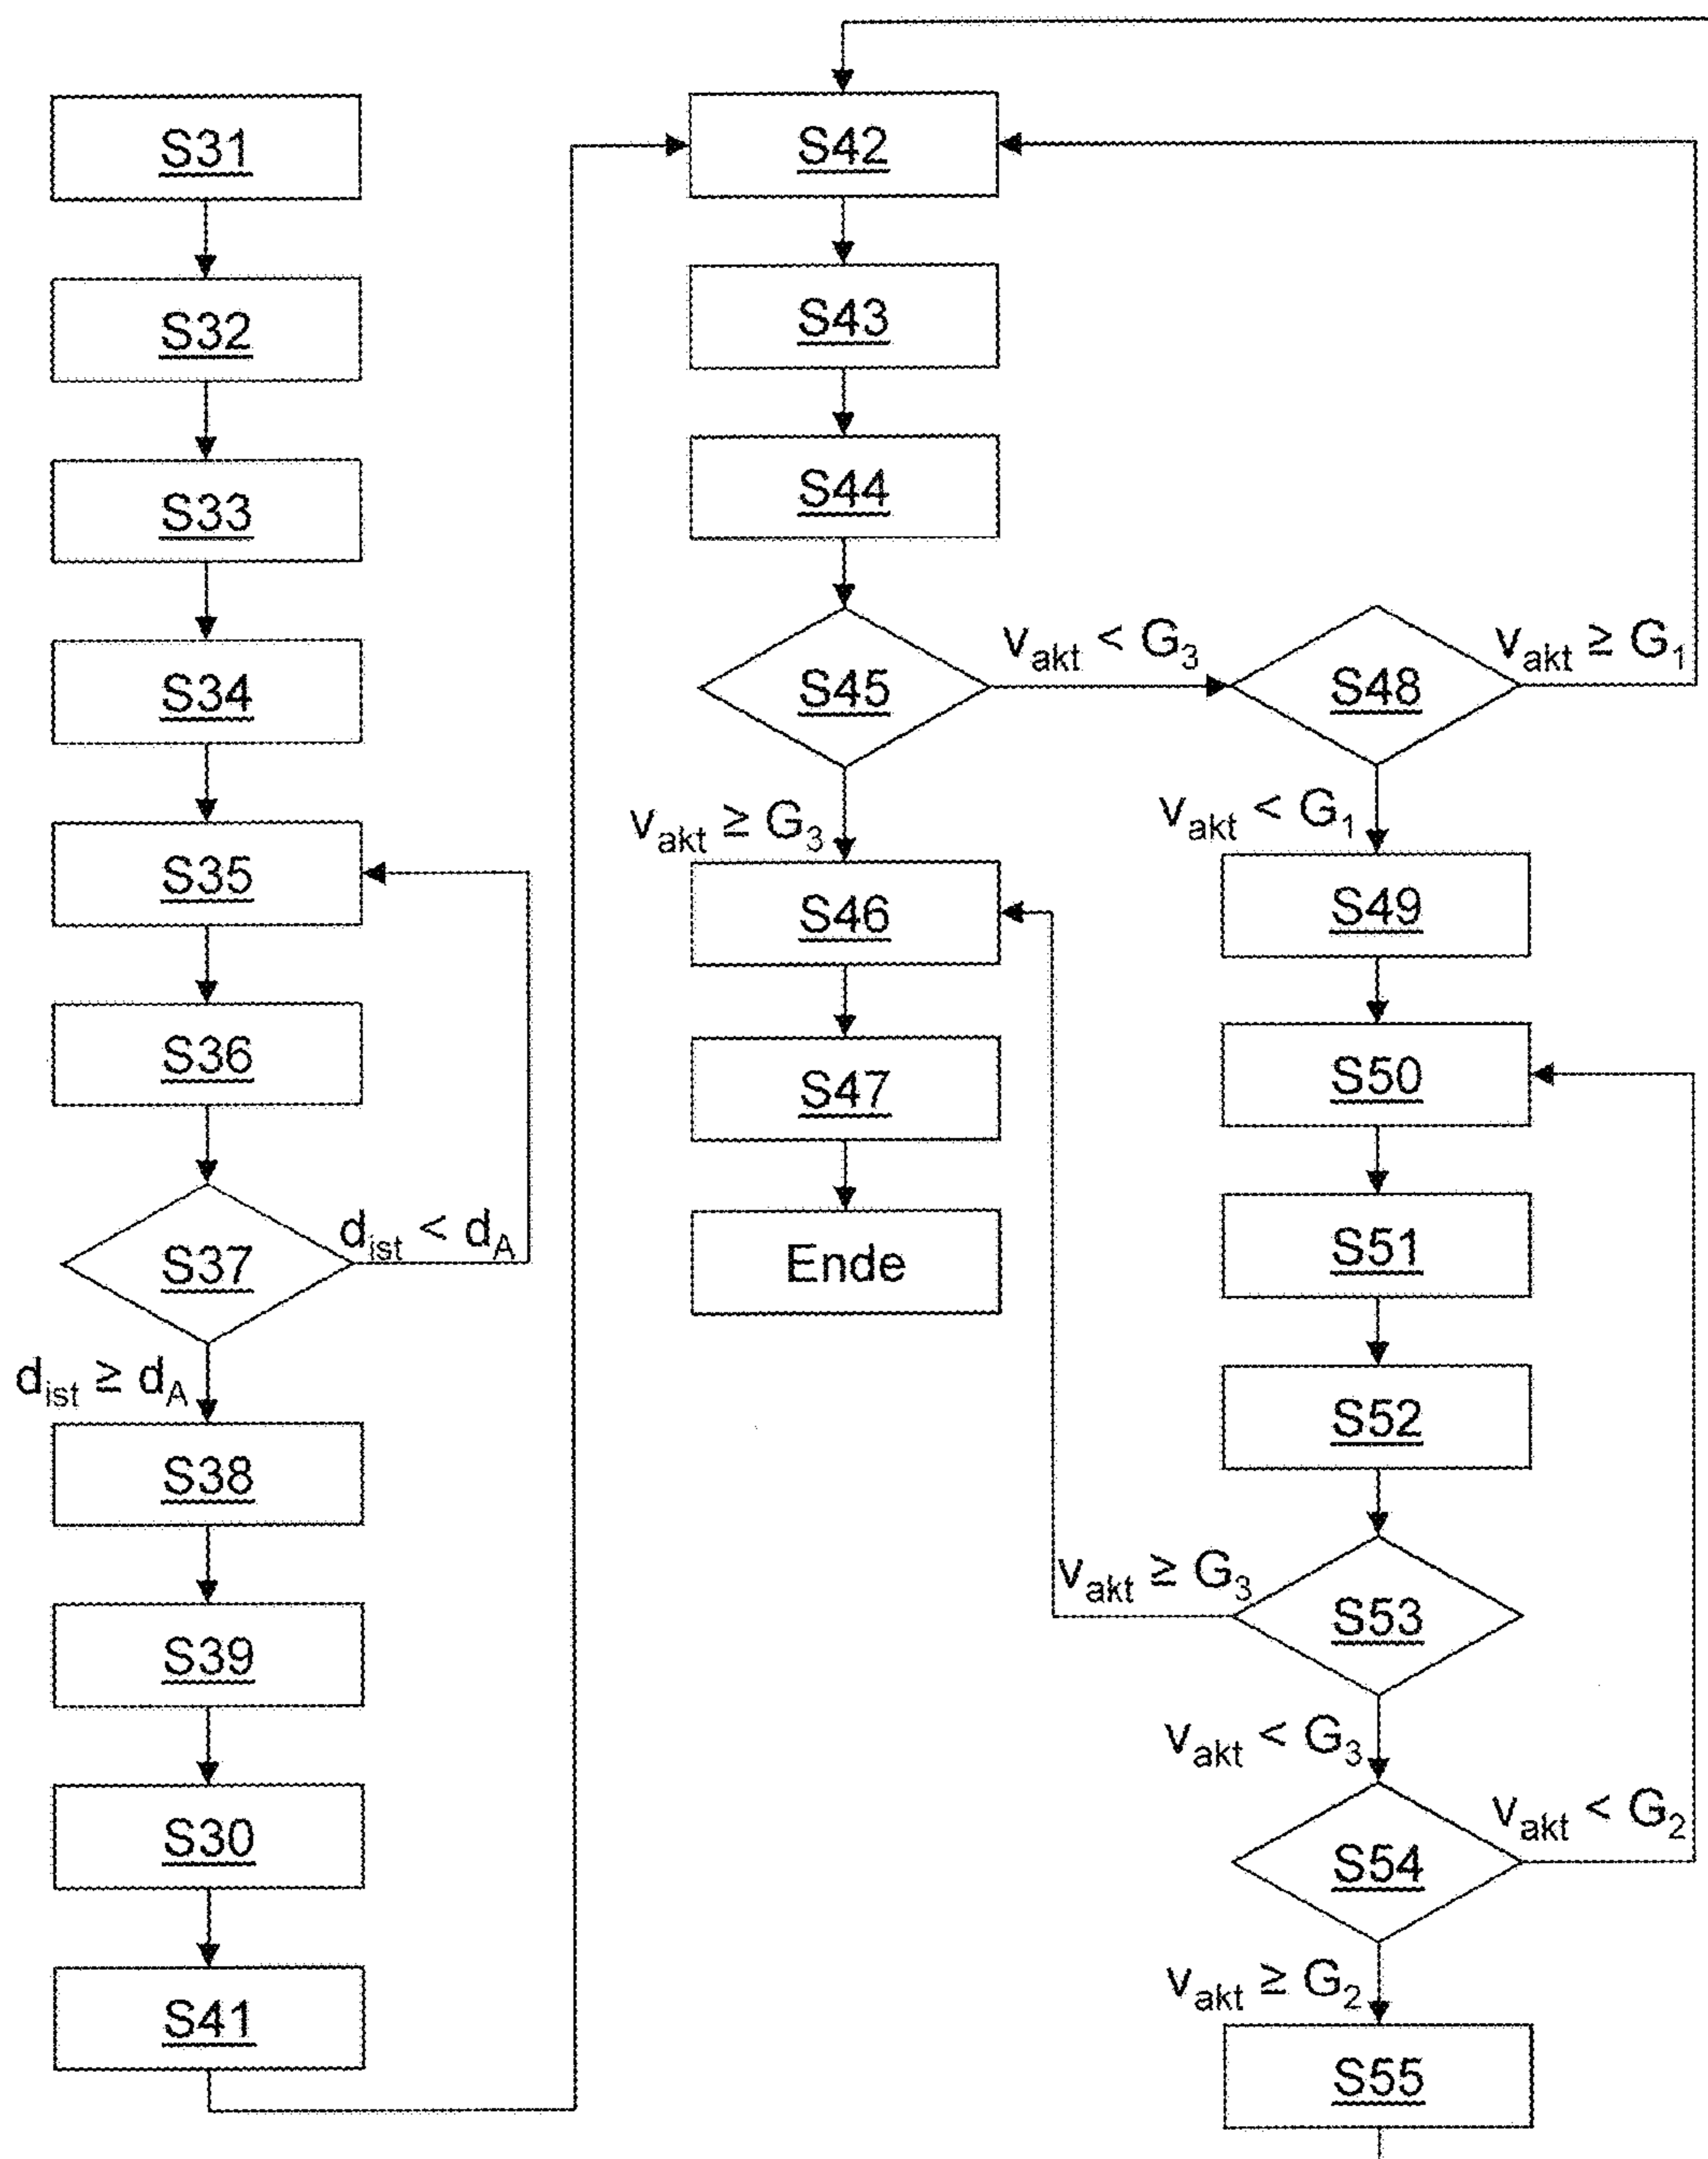 S31
S32
S33
S34
S35
S36
S37
d_ist < d_A
d_ist ≥ d_A
S38
S39
S30
S41
S42
S43
S44
S45
v_akt < G_3
v_akt ≥ G_3
S46
S47
Ende
S48
v_akt ≥ G_1
v_akt < G_1
S49
S50
S51
S52
S53
v_akt ≥ G_3
v_akt < G_3
S54
v_akt < G_2
v_akt ≥ G_2
S55